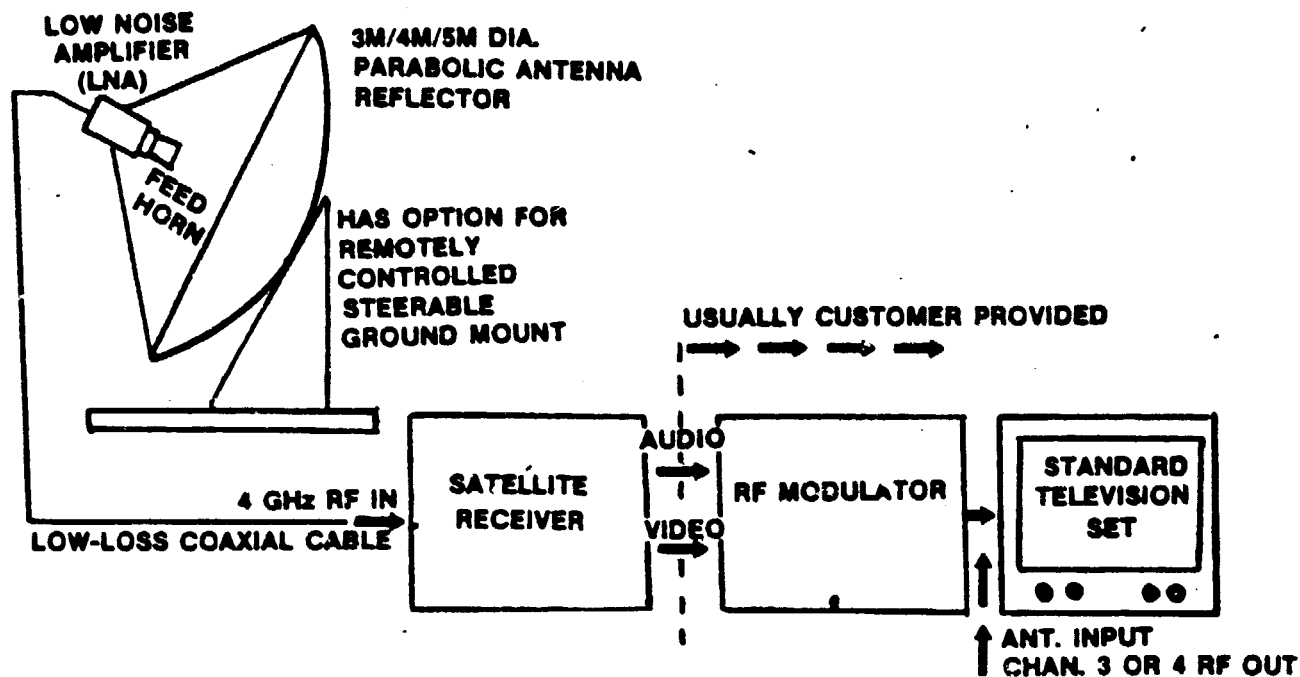 LOW NOISE
AMPLIFIER
(LNA)
3M/4M/5M DIA.
PARABOLIC ANTENNA
REFLECTOR
FEED
HORN
HAS OPTION FOR
REMOTELY
CONTROLLED
STEERABLE
GROUND MOUNT
USUALLY CUSTOMER PROVIDED
4 GHz RF IN
LOW-LOSS COAXIAL CABLE
SATELLITE
RECEIVER
AUDIO
VIDEO
RF MODULATOR
STANDARD
TELEVISION
SET
ANT. INPUT
CHAN. 3 OR 4 RF OUT